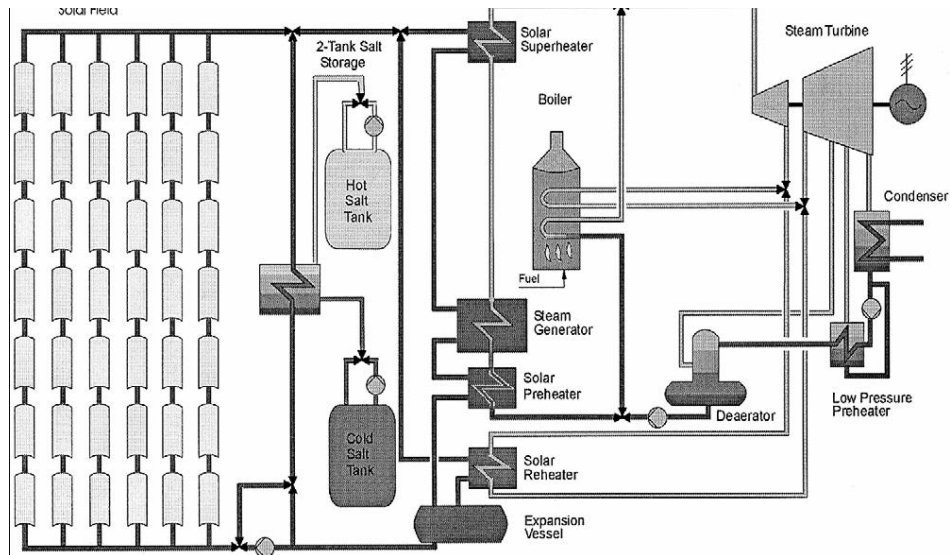 Solar Field
Solar
Superheater
Steam Turbine
2-Tank Salt
Storage
Boiler
Hot
Salt
Tank
Condenser
Fuel
Steam
Generator
Solar
Preheater
Low Pressure
Preheater
Deaerator
Cold
Salt
Tank
Solar
Reheater
Expansion
Vessel